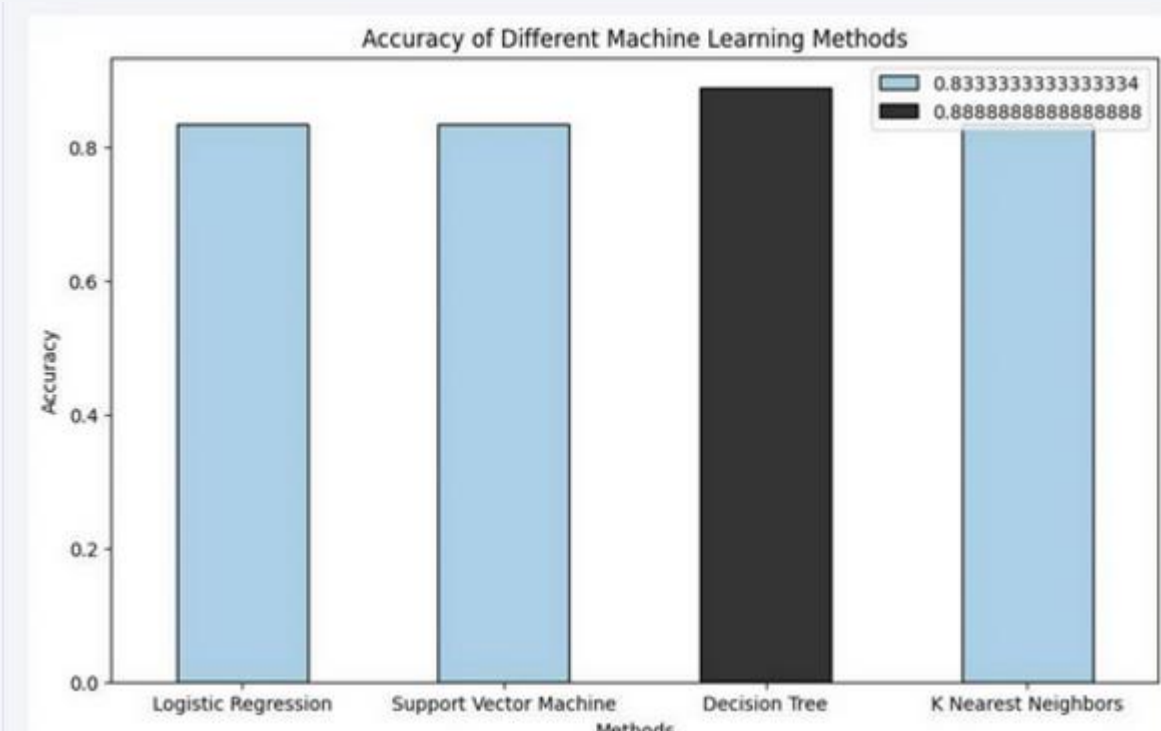 Accuracy of Different Machine Learning Methods
0.8333333333333334
0.8888888888888888
0.8
0.6
0.4
0.2
0.0
Accuracy
Logistic Regression Support Vector Machine Decision Tree K Nearest Neighbors
Methods